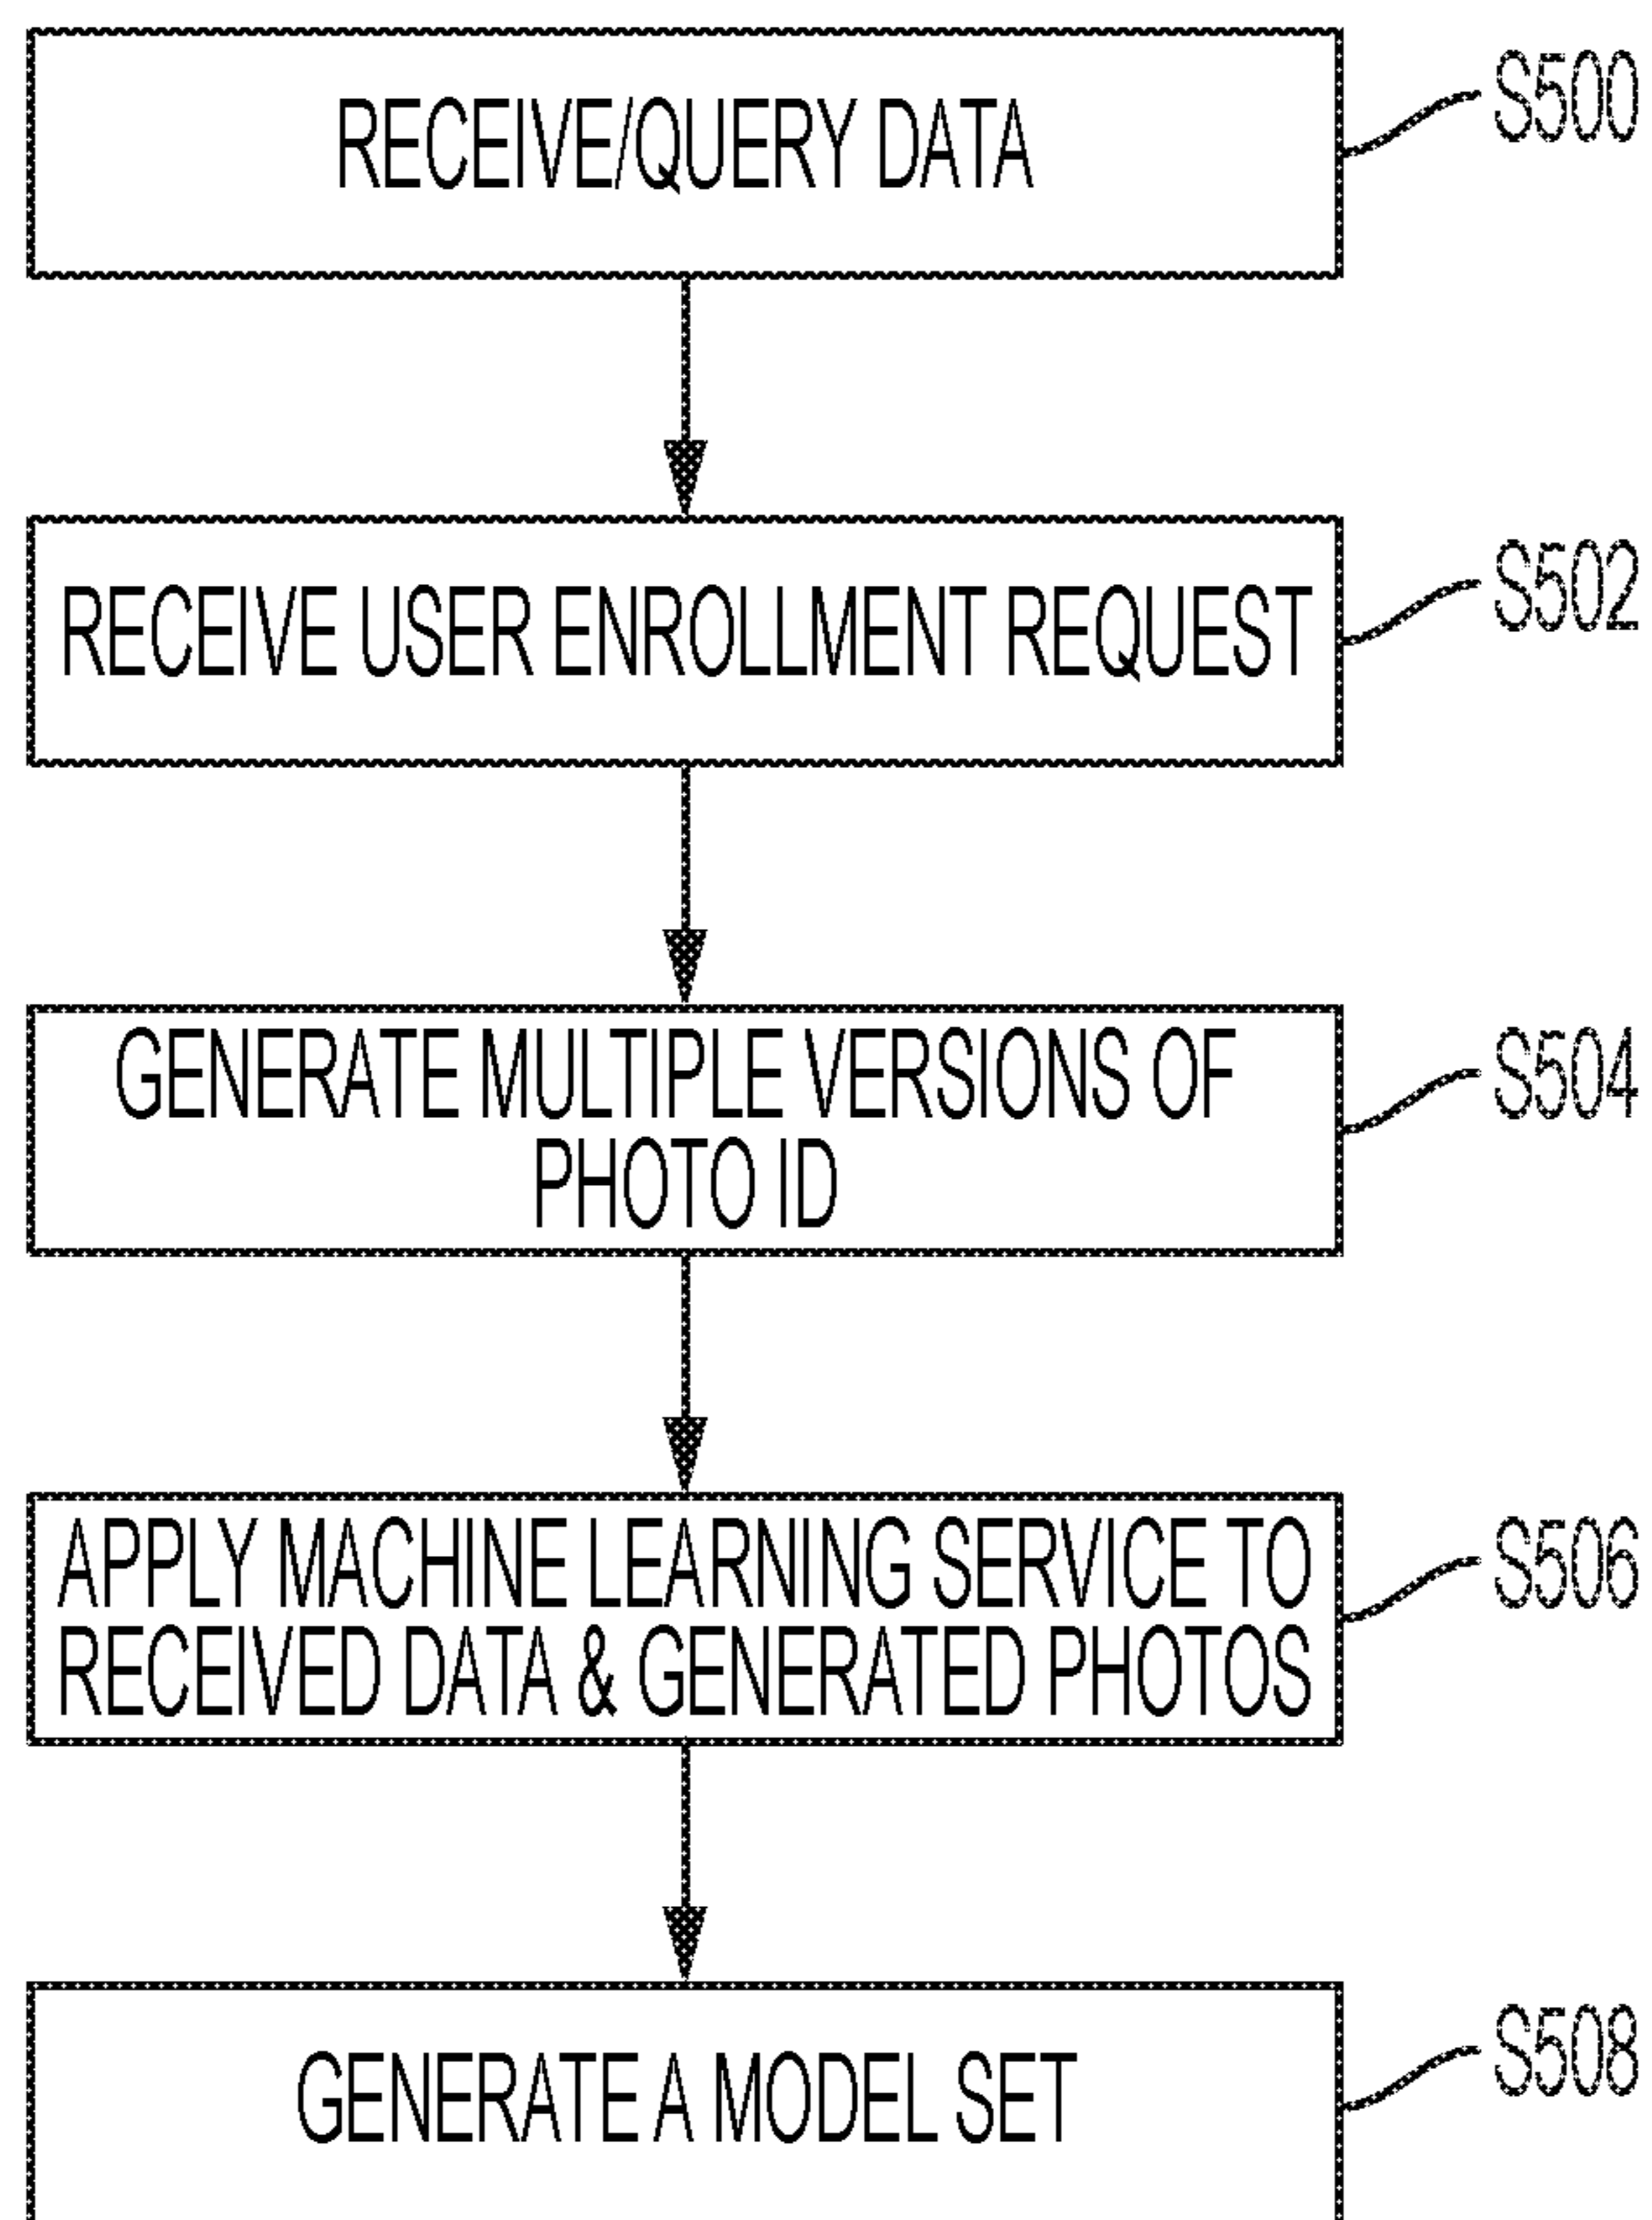 RECEIVE/QUERY DATA
S500
RECEIVE USER ENROLLMENT REQUEST
S502
GENERATE MULTIPLE VERSIONS OF
PHOTO ID
S504
APPLY MACHINE LEARNING SERVICE TO
RECEIVED DATA & GENERATED PHOTOS
S506
GENERATE A MODEL SET
S508